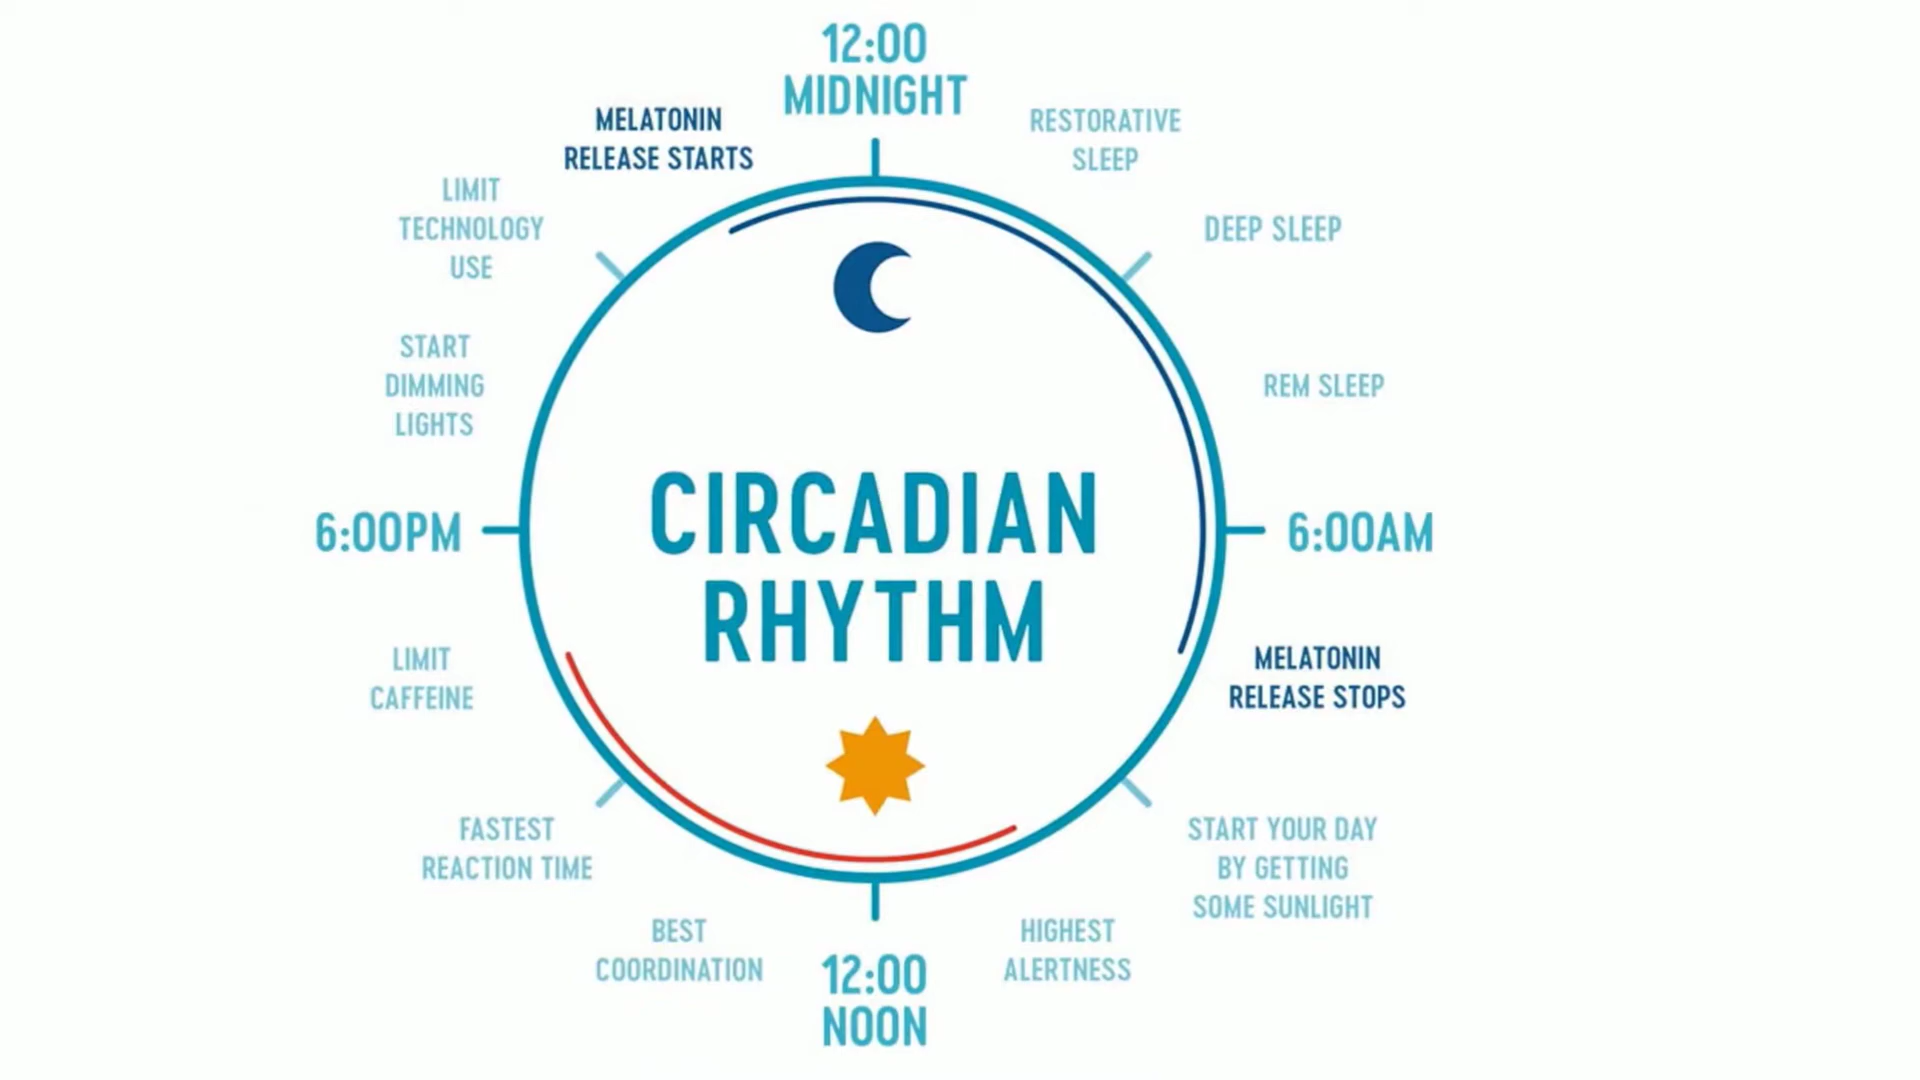 12:00
MIDNIGHT
RESTORATIVE
SLEEP
DEEP SLEEP
REM SLEEP
6:00AM
MELATONIN
RELEASE STOPS
START YOUR DAY
BY GETTING
SOME SUNLIGHT
HIGHEST
ALERTNESS
12:00
NOON
BEST
COORDINATION
FASTEST
REACTION TIME
LIMIT
CAFFEINE
6:00PM
START
DIMMING
LIGHTS
LIMIT
TECHNOLOGY
USE
MELATONIN
RELEASE STARTS
CIRCADIAN
RHYTHM